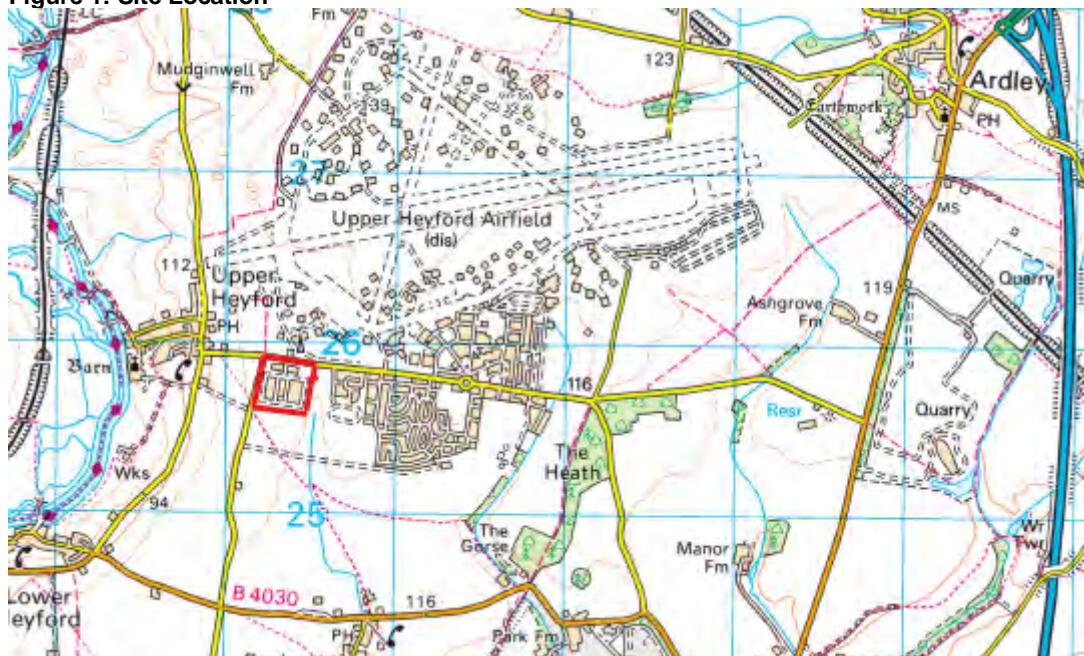 Figure 1: Site Location
Fm
Mudginwell
Fm
139
123
Ardley
Earthwork
PH
27
Upper Heyford Airfield
(dis)
MS
112
Upper
Heyford
PH
Quarry
Ashgrove
Fm
119
26
Barn
116
Resr
Quarry
The
Heath
Wks
94
25
The
Gorse
Manor
Fm
Wr
Twr
Lower
eyford
B 4030
116
PH
Park Fm